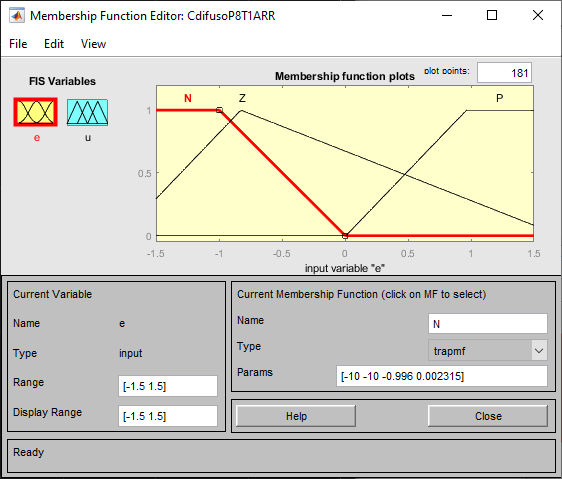 Membership Function Editor: CdifusoP8T1ARR
File Edit View
FIS Variables
e
u
Membership function plots
plot points:
181
N
Z
P
1
0.5
0
-1.5 -1 -0.5 0 0.5 1 1.5
input variable "e"
Current Variable
Name e
Type input
Range [-1.5 1.5]
Display Range [-1.5 1.5]
Current Membership Function (click on MF to select)
Name N
Type trapmf
Params [-10 -10 -0.996 0.002315]
Help Close
Ready